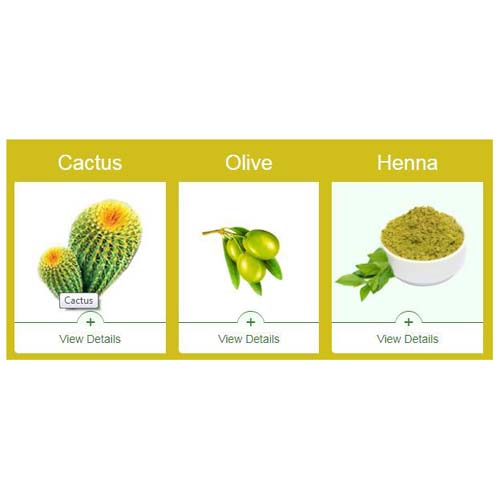 Cactus
Olive
Henna
Cactus
+
+
+
View Details
View Details
View Details